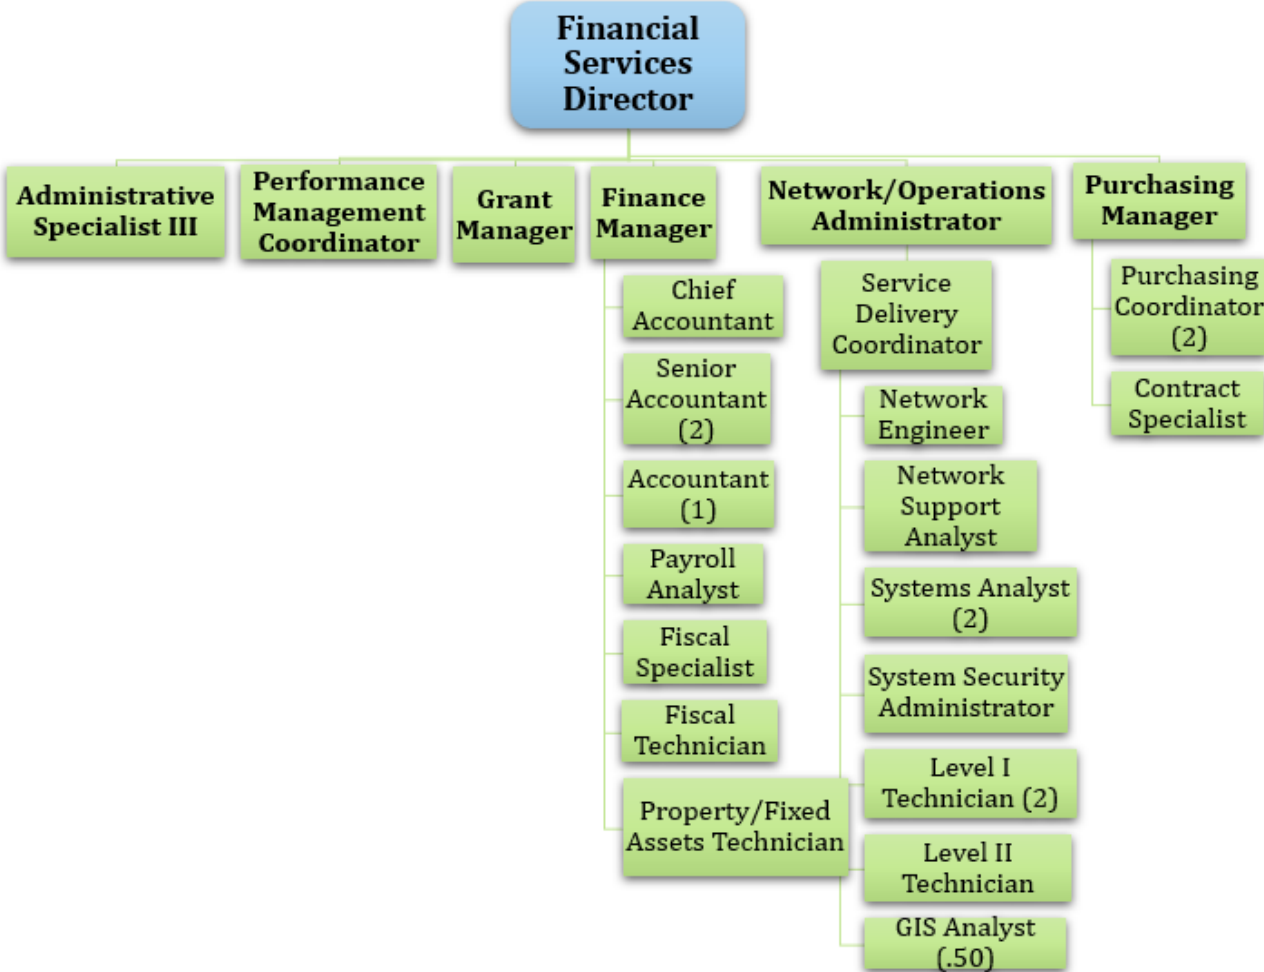 Financial
Services
Director
Administrative
Specialist III
Performance
Management
Coordinator
Grant
Manager
Finance
Manager
Network/Operations
Administrator
Purchasing
Manager
Chief
Accountant
Senior
Accountant
(2)
Accountant
(1)
Payroll
Analyst
Fiscal
Specialist
Fiscal
Technician
Property/Fixed
Assets Technician
Service
Delivery
Coordinator
Network
Engineer
Network
Support
Analyst
Systems Analyst
(2)
System Security
Administrator
Level I
Technician (2)
Level II
Technician
GIS Analyst
(.50)
Purchasing
Coordinator
(2)
Contract
Specialist